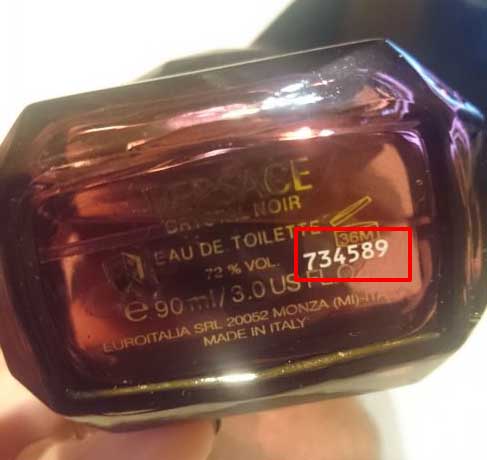 VERSACE
CRYSTAL NOIR
EAU DE TOILETTE
36M
734589
72 % VOL.
e 90 ml/3.0 US FL.
EUROITALIA SRL 20052 MONZA (MI)-
MADE IN ITALY